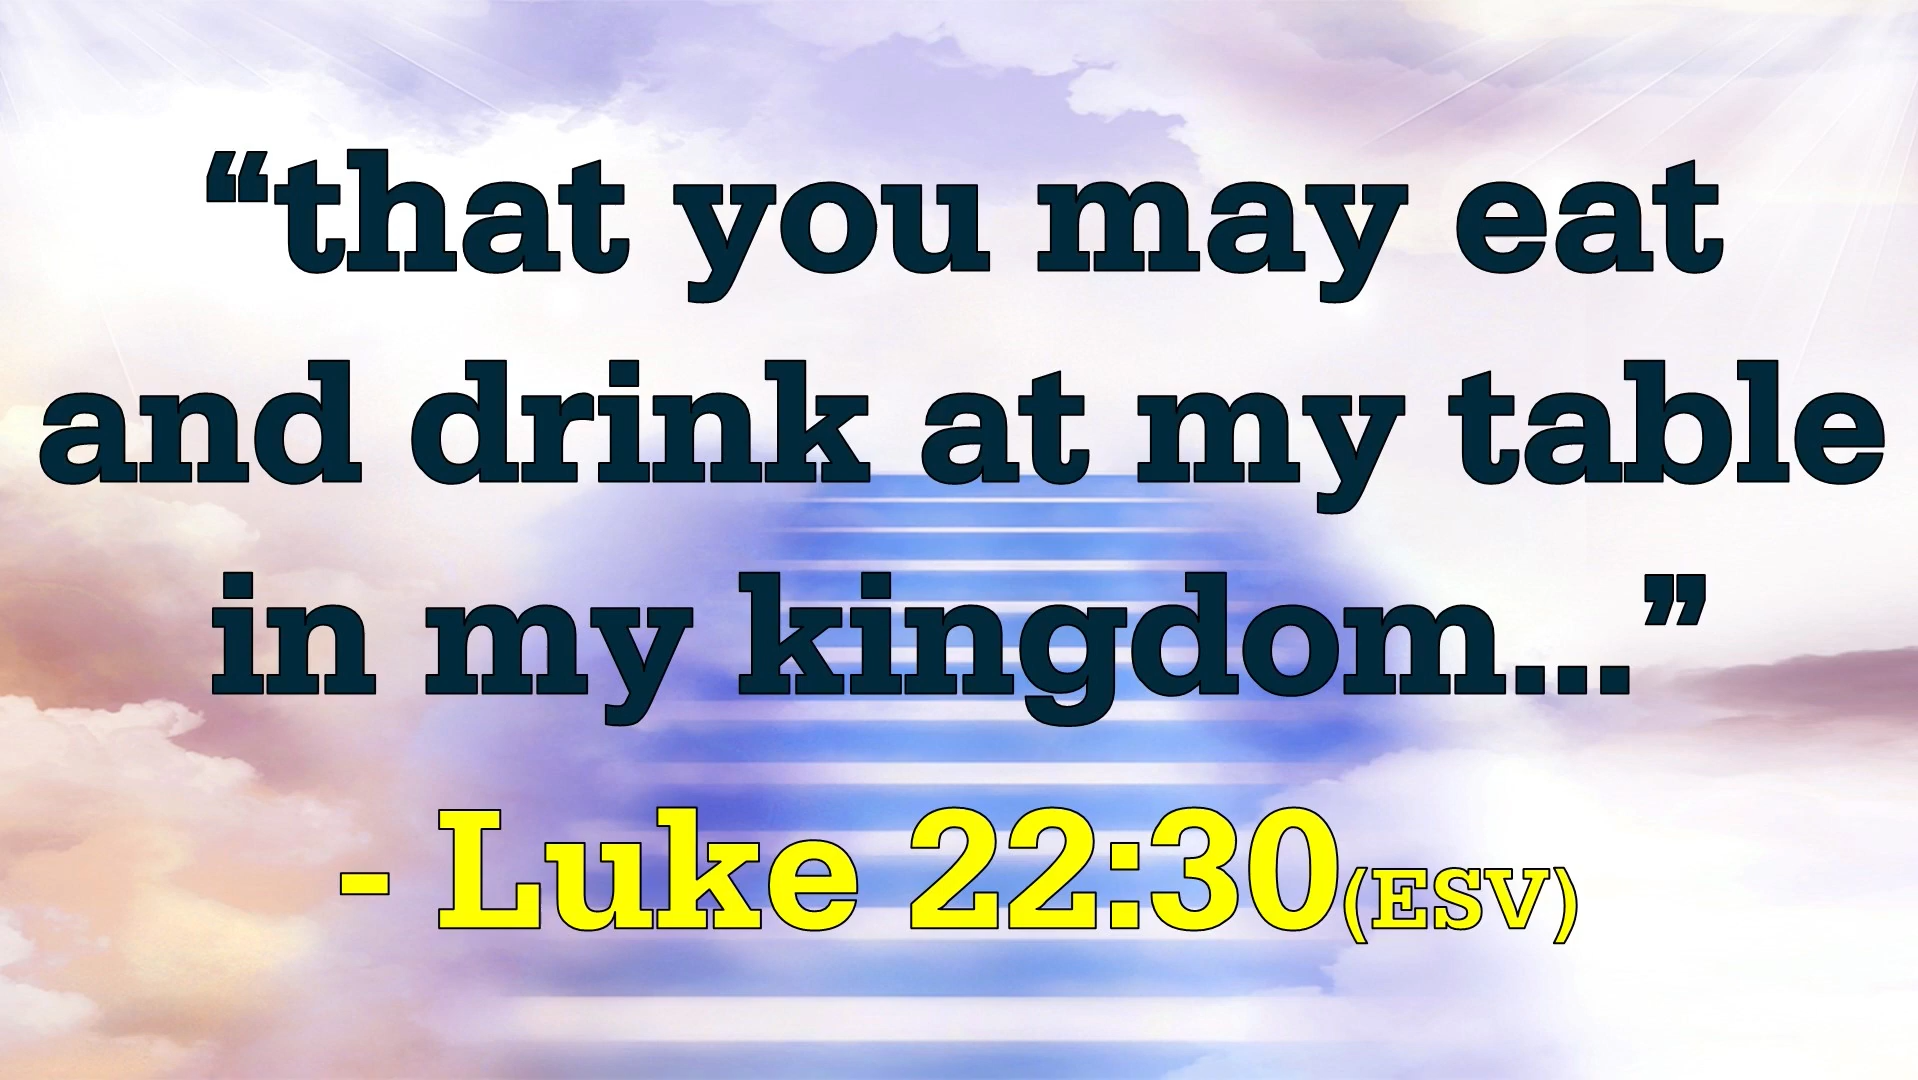 “that you may eat
and drink at my table
in my kingdom...”
- Luke 22:30(ESV)